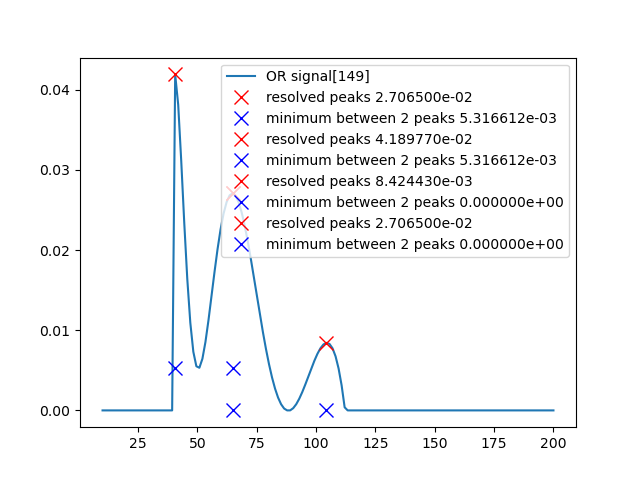 OR signal[149]
resolved peaks 2.706500e-02
minimum between 2 peaks 5.316612e-03
resolved peaks 4.189770e-02
minimum between 2 peaks 5.316612e-03
resolved peaks 8.424430e-03
minimum between 2 peaks 0.000000e+00
resolved peaks 2.706500e-02
minimum between 2 peaks 0.000000e+00
0.04
0.03
0.02
0.01
0.00
25 50 75 100 125 150 175 200